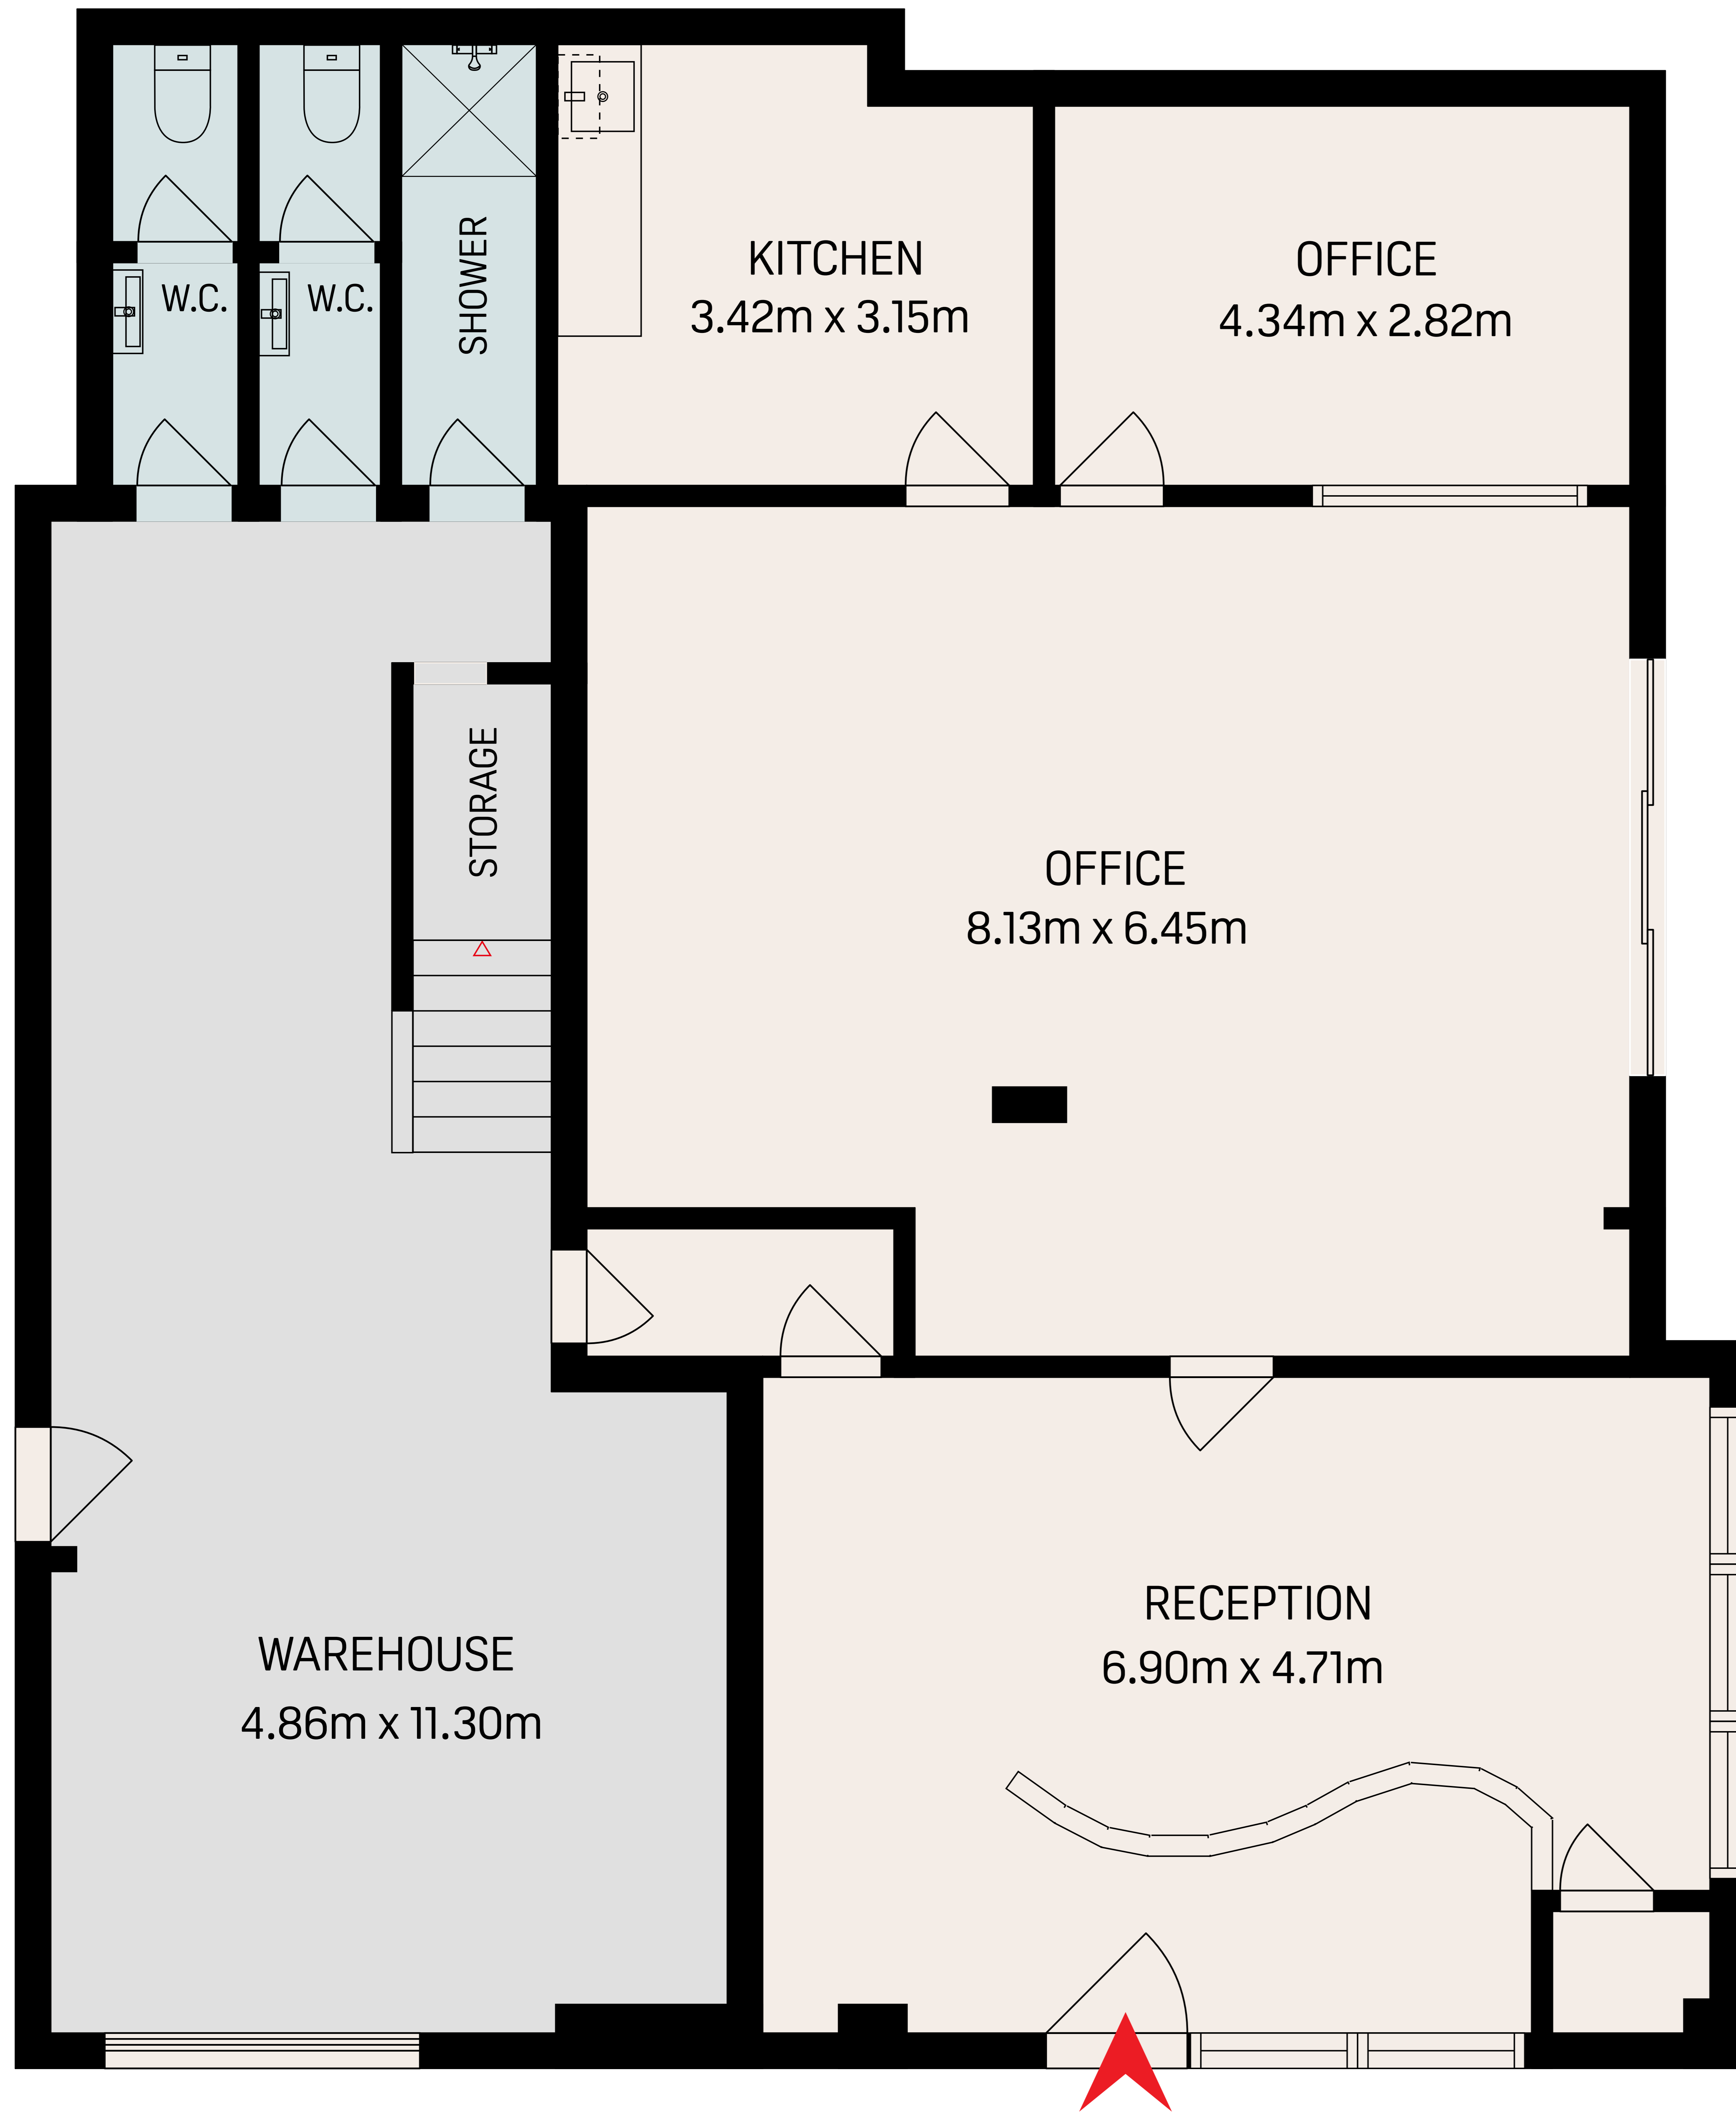 KITCHEN
3.42m x 3.15m
OFFICE
4.34m x 2.82m
W.C.
W.C.
SHOWER
STORAGE
OFFICE
8.13m x 6.45m
RECEPTION
6.90m x 4.71m
WAREHOUSE
4.86m x 11.30m